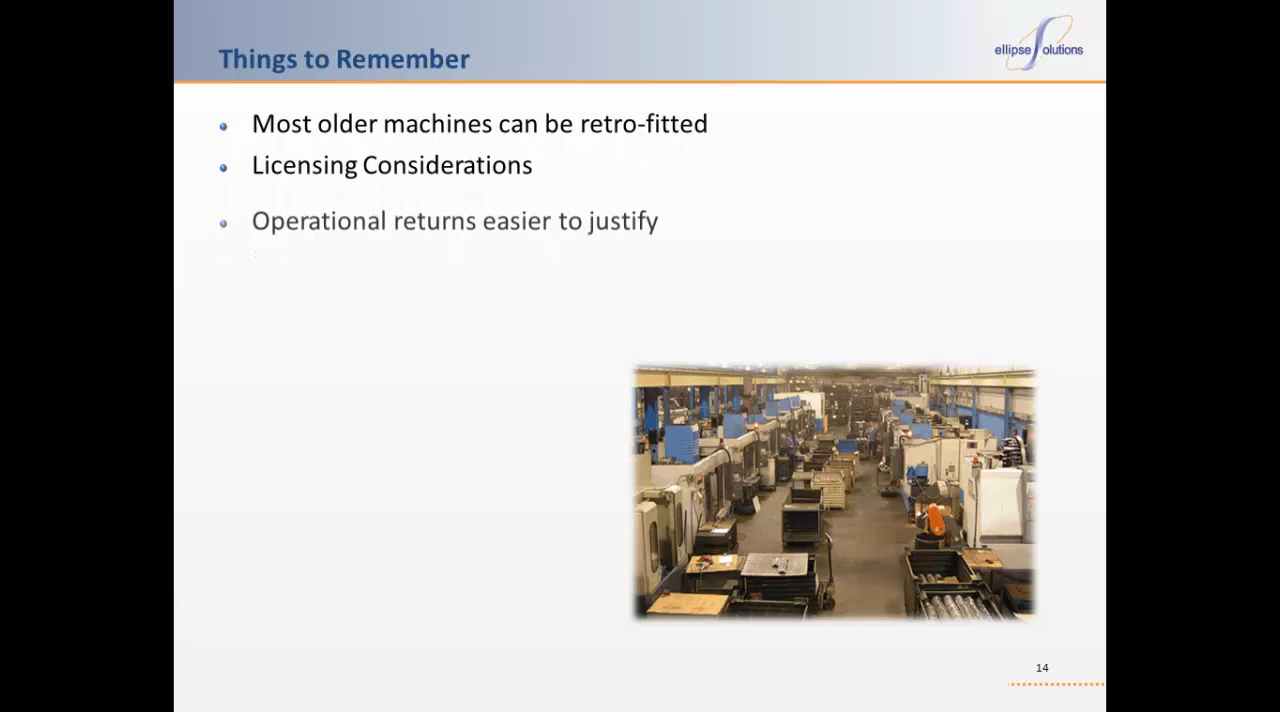 Things to Remember
ellipse Solutions
Most older machines can be retro-fitted
Licensing Considerations
Operational returns easier to justify
14